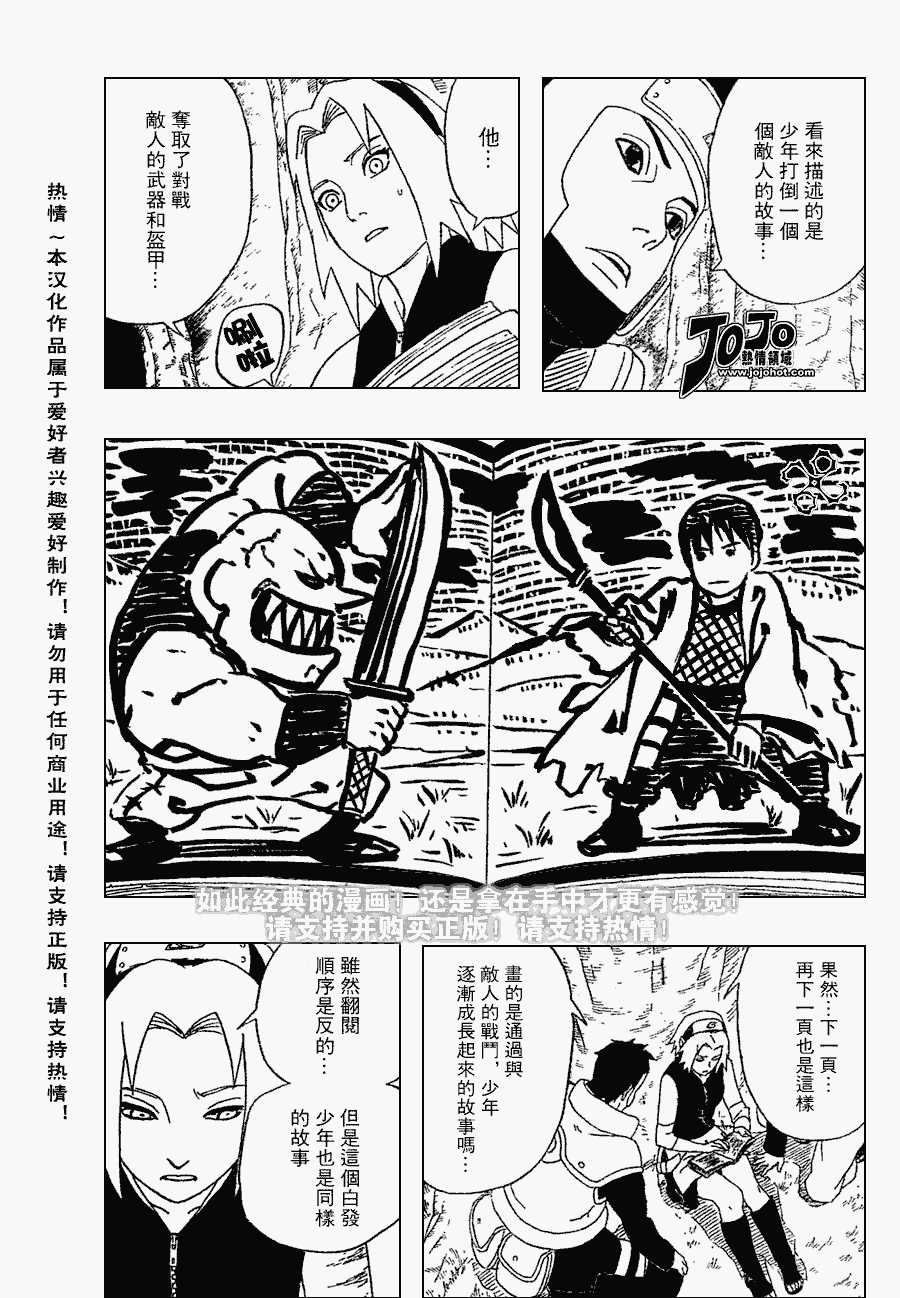 看來描述的是
少年打倒一個
個敵人的故事…
他…
奪取了對戰
敵人的武器和盔甲…
唰
啦
JOJO
熱情領域
www.jojohot.com
如此经典的漫画！还是拿在手中才更有感觉！
请支持并购买正版！请支持热情！
果然…下一頁…
再下一頁也是這樣
畫的是通過與
敵人的戰鬥，少年
逐漸成長起來的故事嗎…
雖然翻閱
順序是反的…
但是這個白發
少年也是同樣
的故事
热情~本汉化作品属于爱好者兴趣爱好制作！请勿用于任何商业用途！请支持正版！请支持热情！